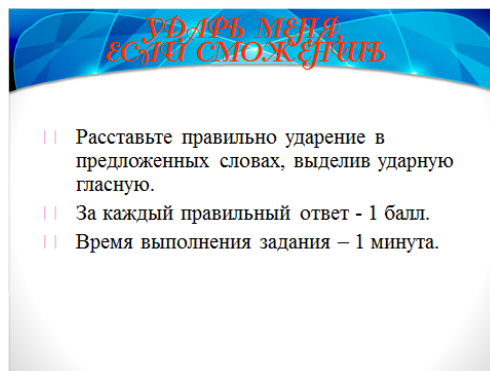 УДАРЬ МЕНЯ,
ЕСЛИ СМОЖЕШЬ
Расставьте правильно ударение в
предложенных словах, выделив ударную
гласную.
За каждый правильный ответ - 1 балл.
Время выполнения задания – 1 минута.